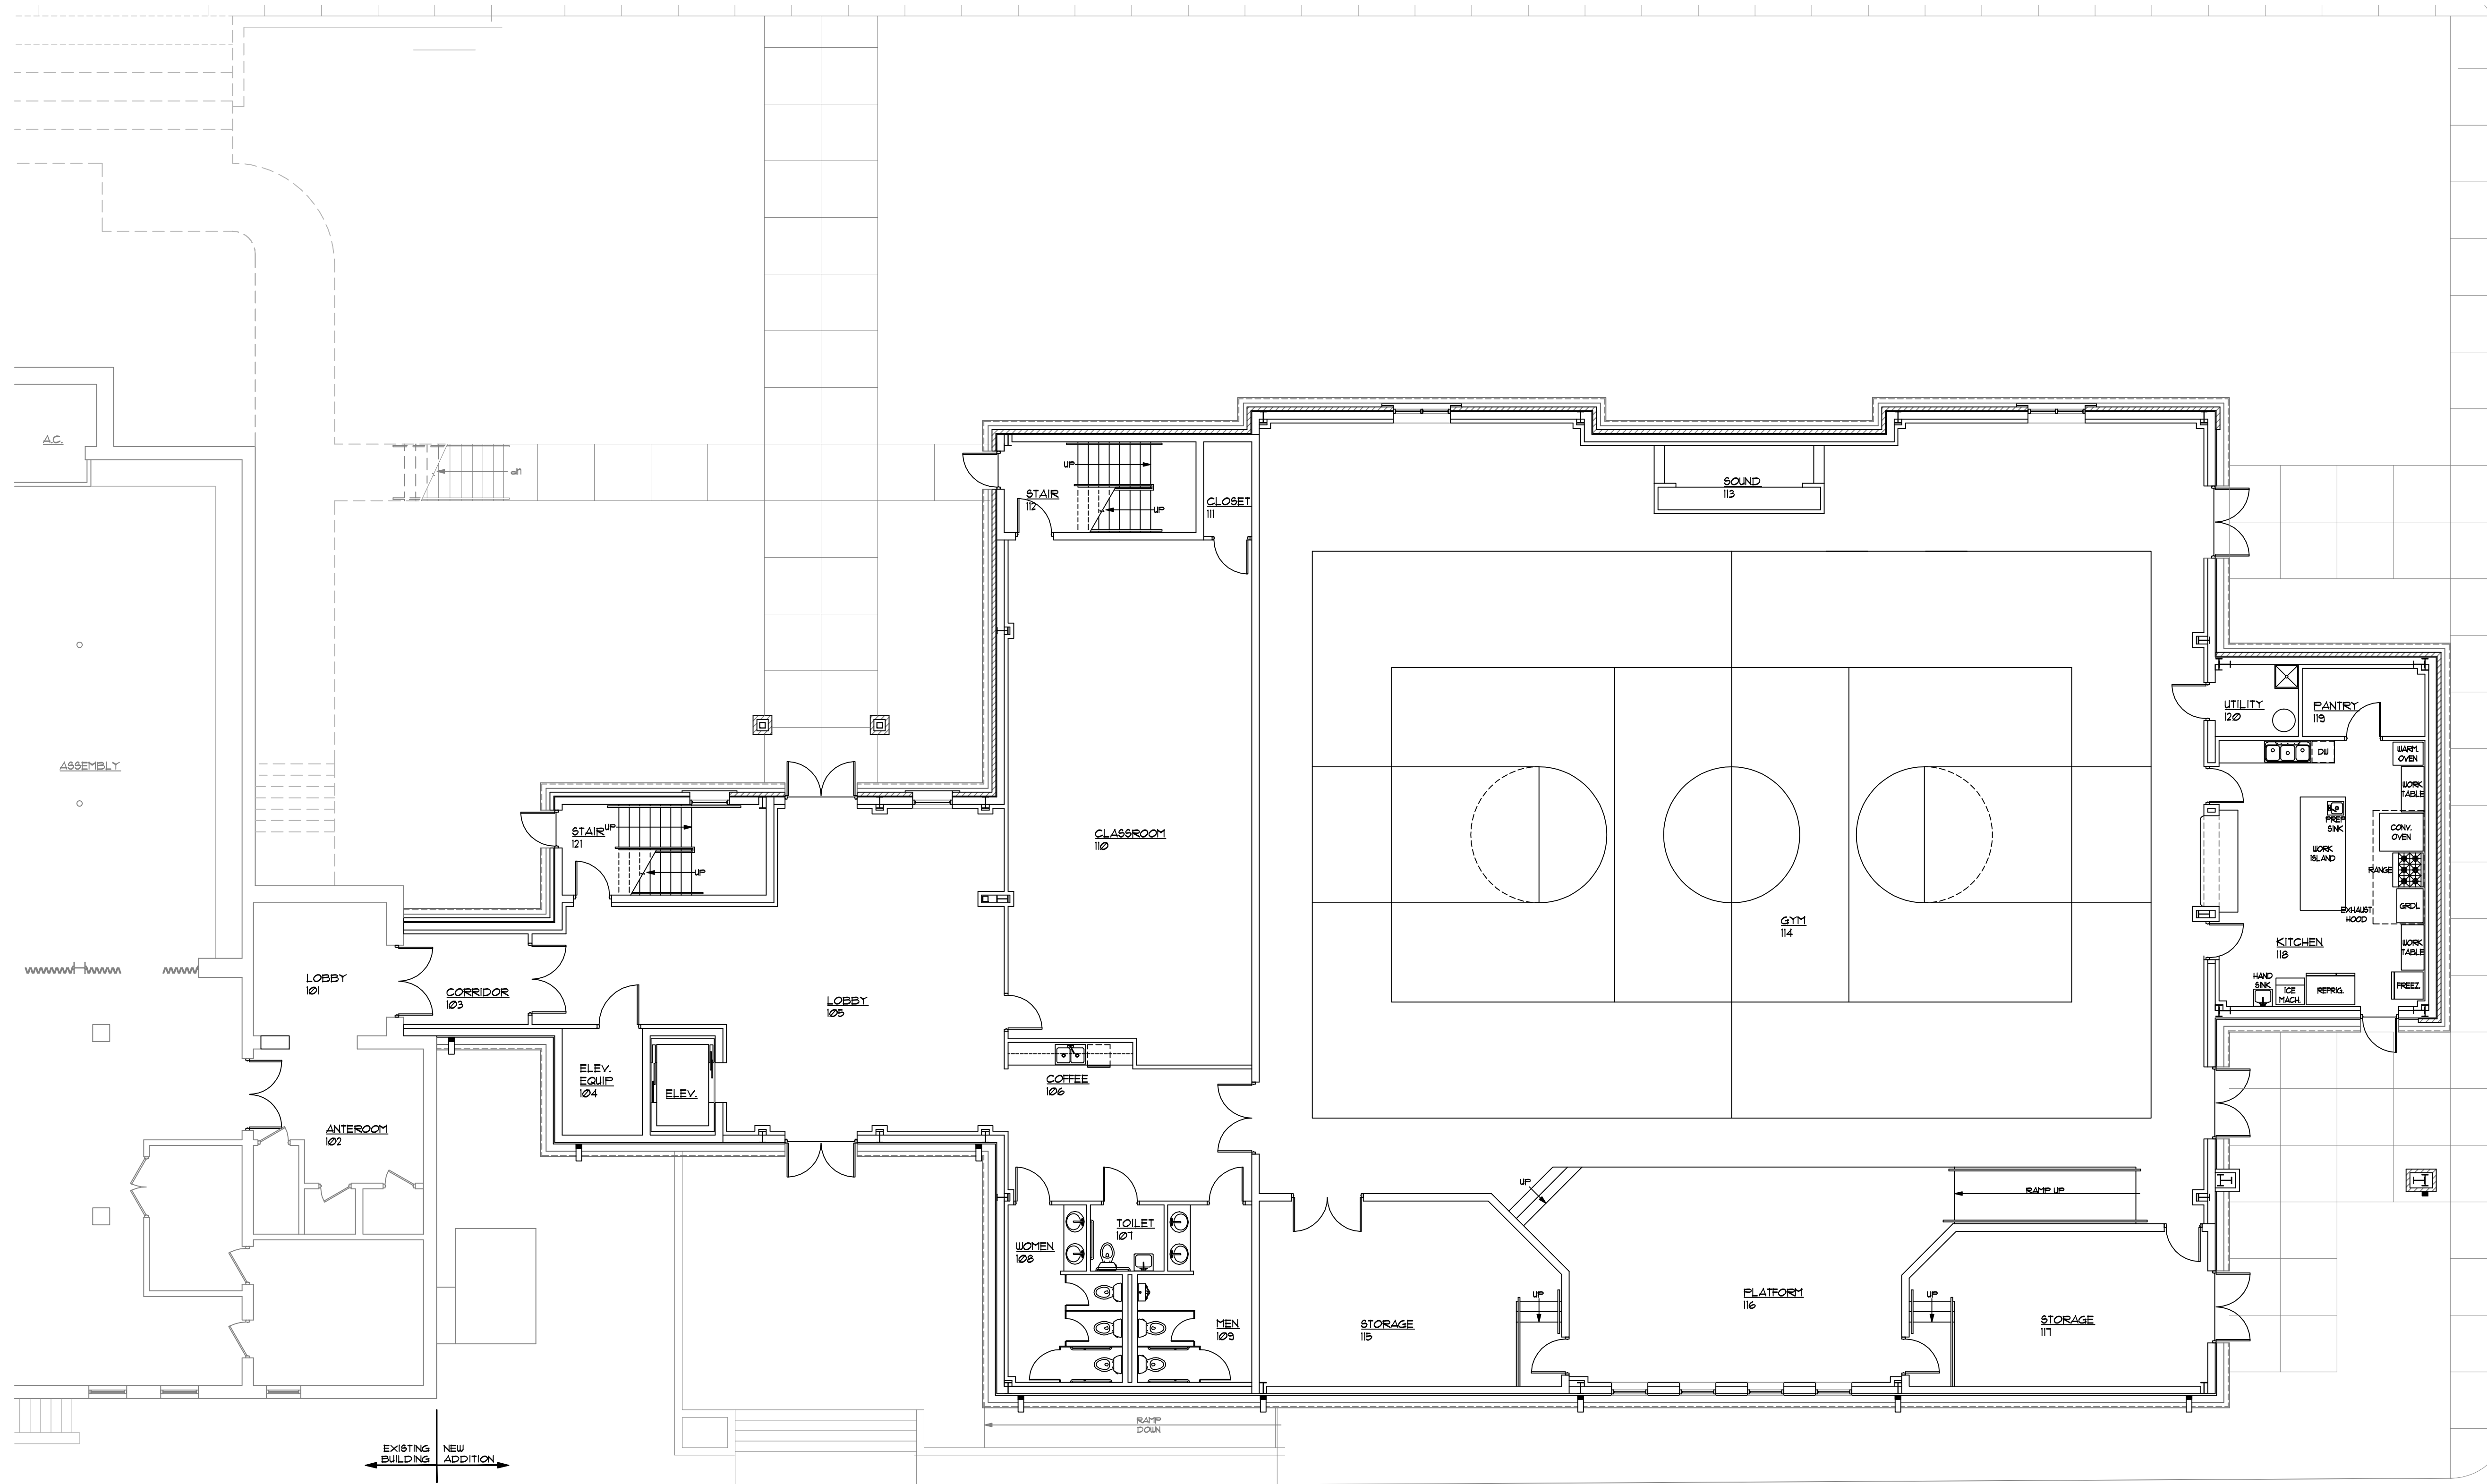 A.C.
UP
UP
STAIR
112
UP
CLOSET
111
SOUND
113
ASSEMBLY
UTILITY
120
PANTRY
119
DW
WARM.
OVEN
WORK
TABLE
PREP
SINK
CONV.
OVEN
WORK
ISLAND
RANGE
EXHAUST
HOOD
GRDL
KITCHEN
118
WORK
TABLE
HAND
SINK
ICE
MACH.
REFRIG.
FREEZ.
STAIR
121
UP
UP
CLASSROOM
110
GYM
114
LOBBY
101
CORRIDOR
103
LOBBY
105
ELEV.
EQUIP
104
ELEV.
COFFEE
106
ANTEROOM
102
WOMEN
108
TOILET
107
MEN
109
UP
RAMP UP
STORAGE
115
UP
PLATFORM
116
UP
STORAGE
117
RAMP
DOWN
EXISTING
BUILDING
NEW
ADDITION